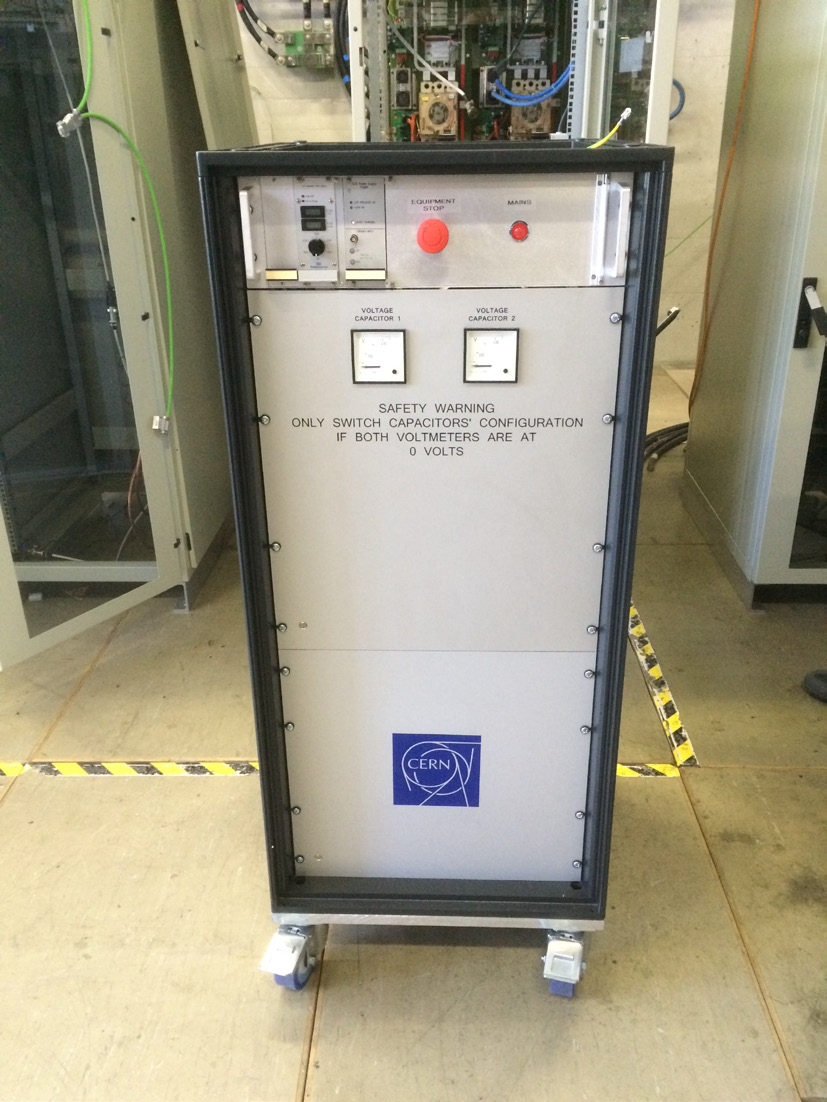 EQUIPMENT
STOP
MAINS
VOLTAGE
CAPACITOR 1
VOLTAGE
CAPACITOR 2
SAFETY WARNING
ONLY SWITCH CAPACITORS' CONFIGURATION
IF BOTH VOLTMETERS ARE AT
0 VOLTS
CERN